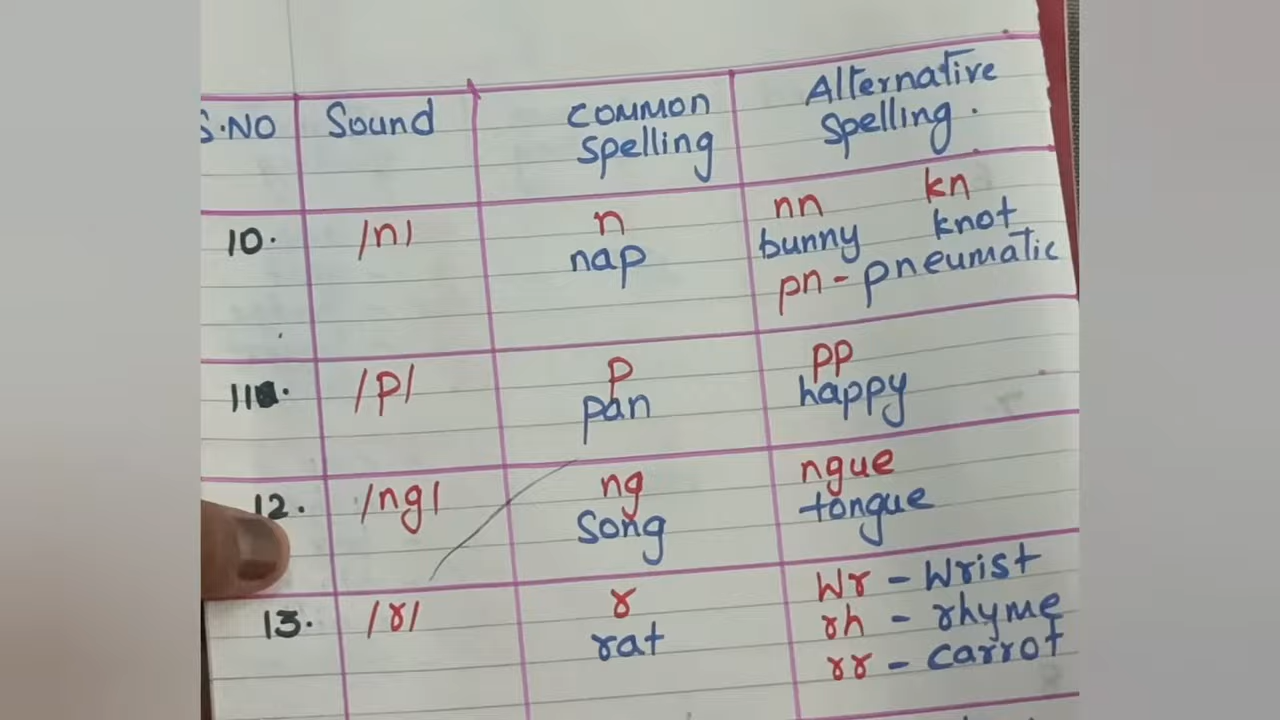 S.NO Sound COMMON spelling Alternative spelling.
10. /n/ n nn kn
nap bunny knot
pn - pneumatic
11. /p/ p pp
pan happy
12. /ng/ ng ngue
Song tongue
13. /r/ r Wr - Wrist
rat rh - rhyme
rr - carrot